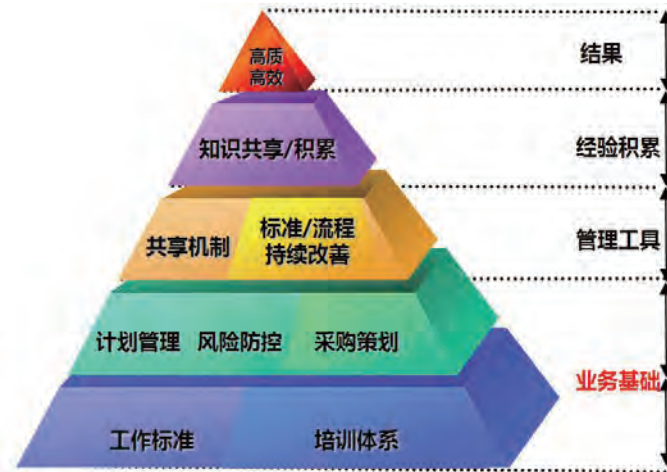 高质
高效
结果
知识共享/积累
经验积累
共享机制
标准/流程
持续改善
管理工具
计划管理 风险防控 采购策划
业务基础
工作标准 培训体系